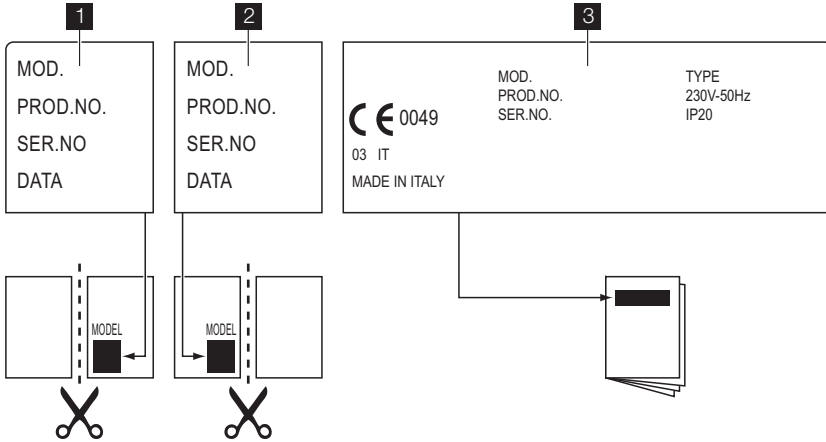 1
MOD.
PROD.NO.
SER.NO
DATA
2
MOD.
PROD.NO.
SER.NO
DATA
3
CE 0049
03 IT
MADE IN ITALY
MOD.
PROD.NO.
SER.NO.
TYPE
230V-50Hz
IP20
MODEL
MODEL